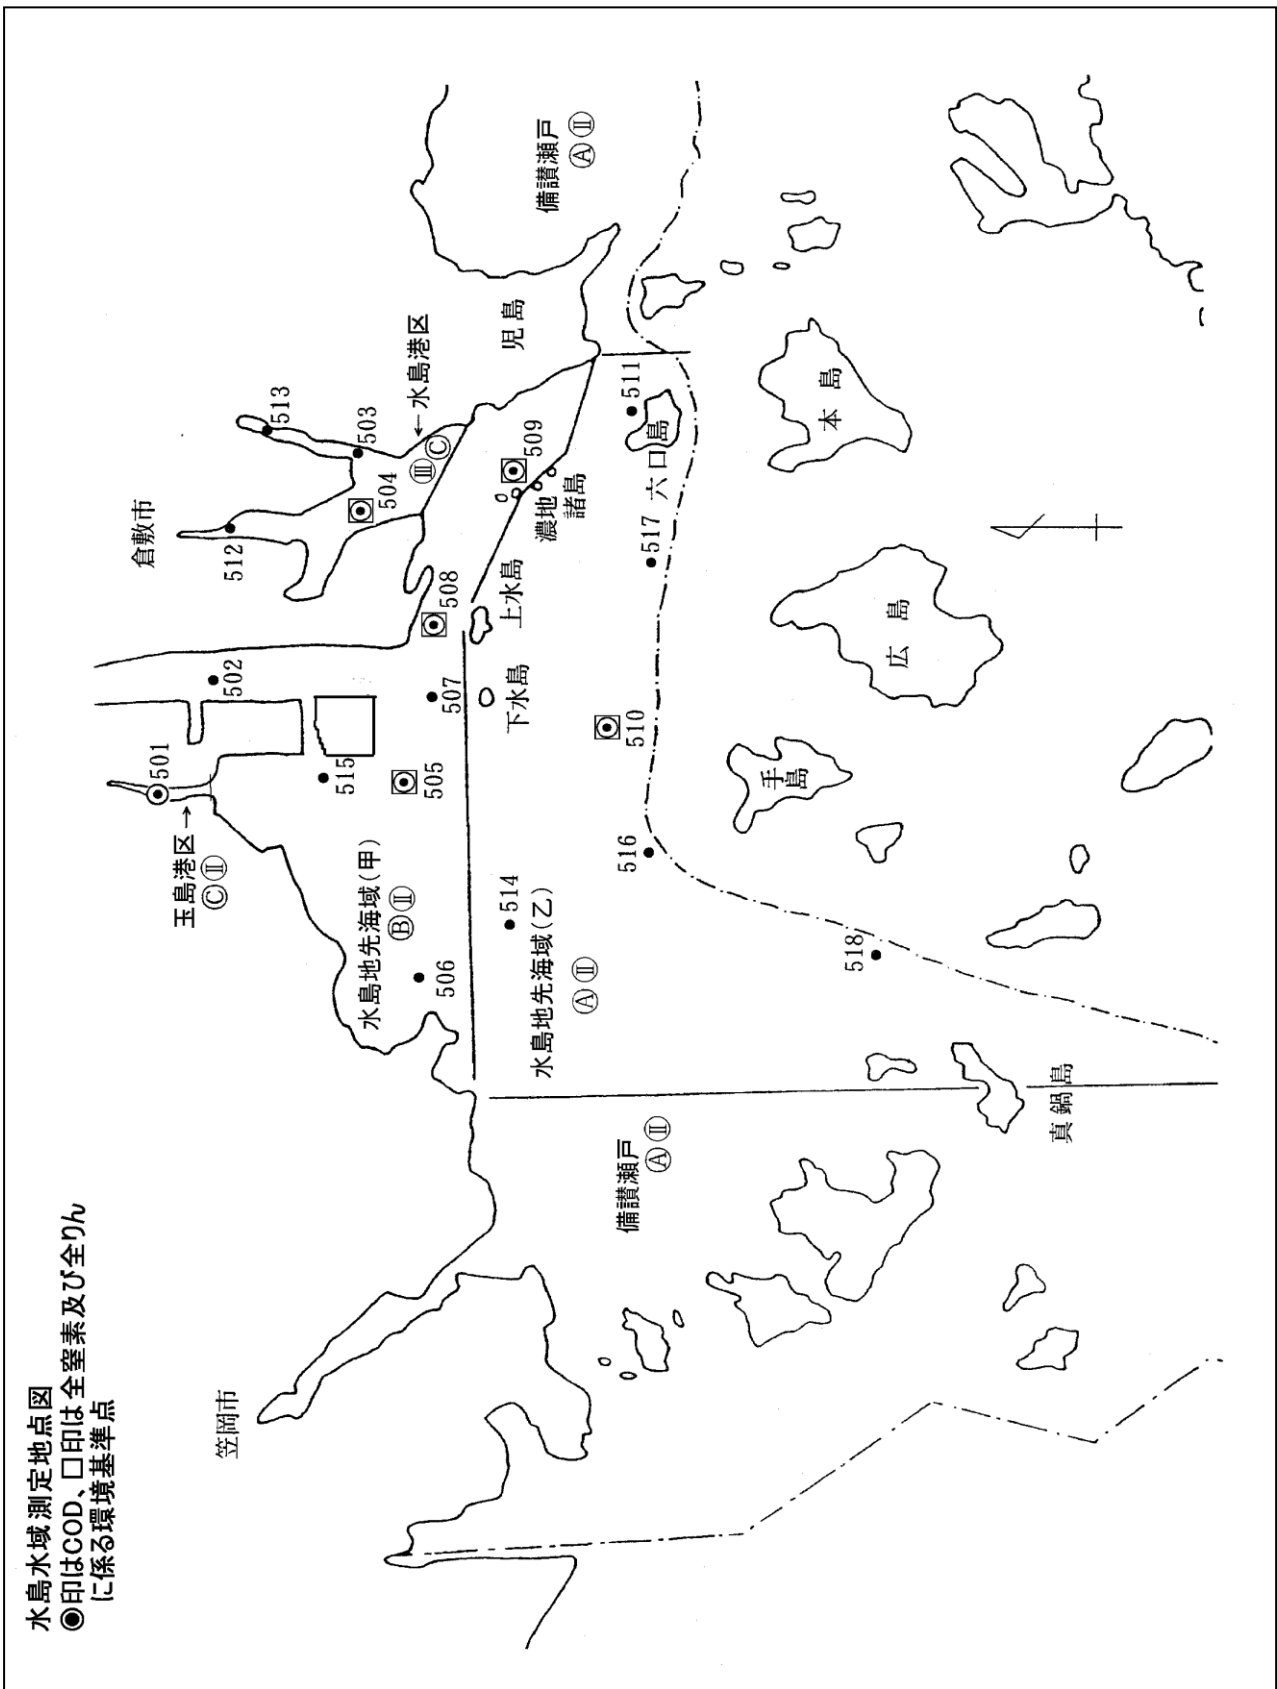 水島水域測定地点図
◎印はCOD、□印は全窒素及び全りん
に係る環境基準点
笠岡市
倉敷市
児島
備讃瀬戸
Ⓐ Ⅱ
水島港区
Ⅲ Ⓒ
玉島港区→
Ⓒ Ⅱ
水島地先海域(甲)
Ⓑ Ⅱ
水島地先海域(乙)
Ⓐ Ⅱ
備讃瀬戸
Ⓐ Ⅱ
上水島
下水島
濃地
諸島
六口島
本島
広島
手島
真鍋島
501
502
503
504
505
506
507
508
509
510
511
512
513
514
515
516
517
518